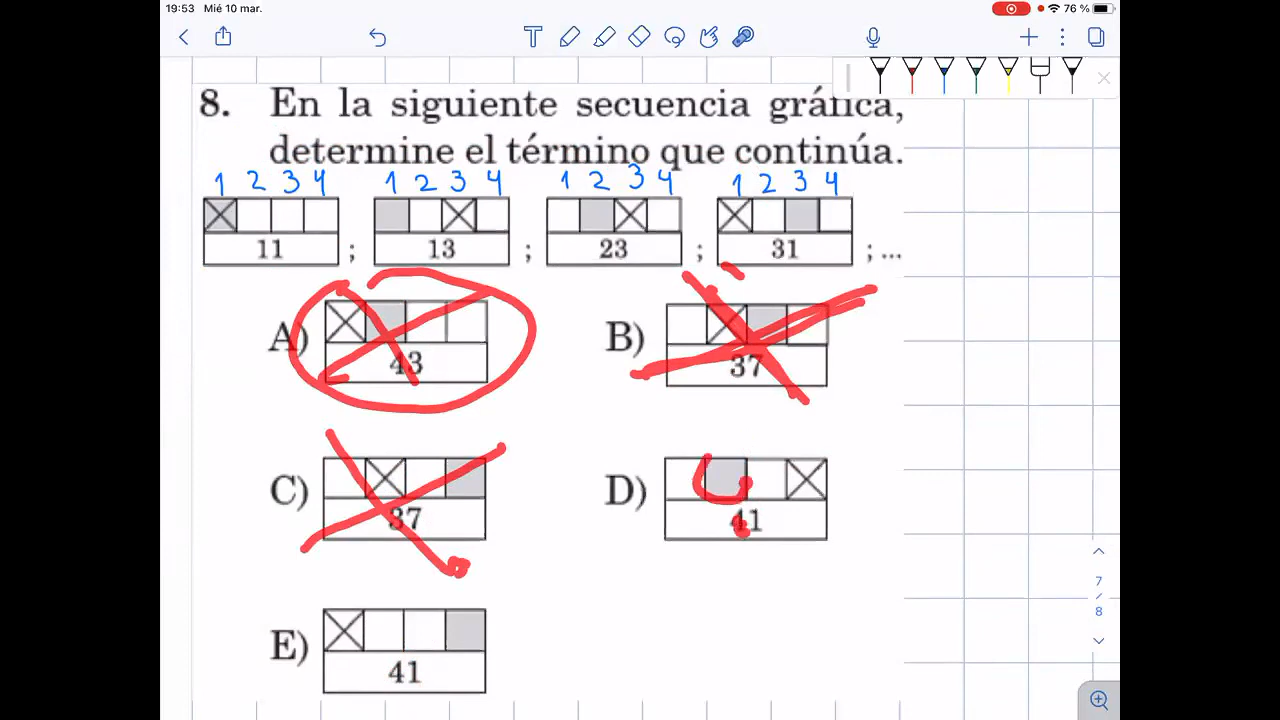 19:53 Mié 10 mar.
76 %
T
8. En la siguiente secuencia gráfica,
determine el término que continúa.
1 2 3 4 1 2 3 4 1 2 3 4 1 2 3 4
11 ; 13 ; 23 ; 31 ; ...
A) 43
B) 37
C) 37
D) 41
E) 41
7
/
8